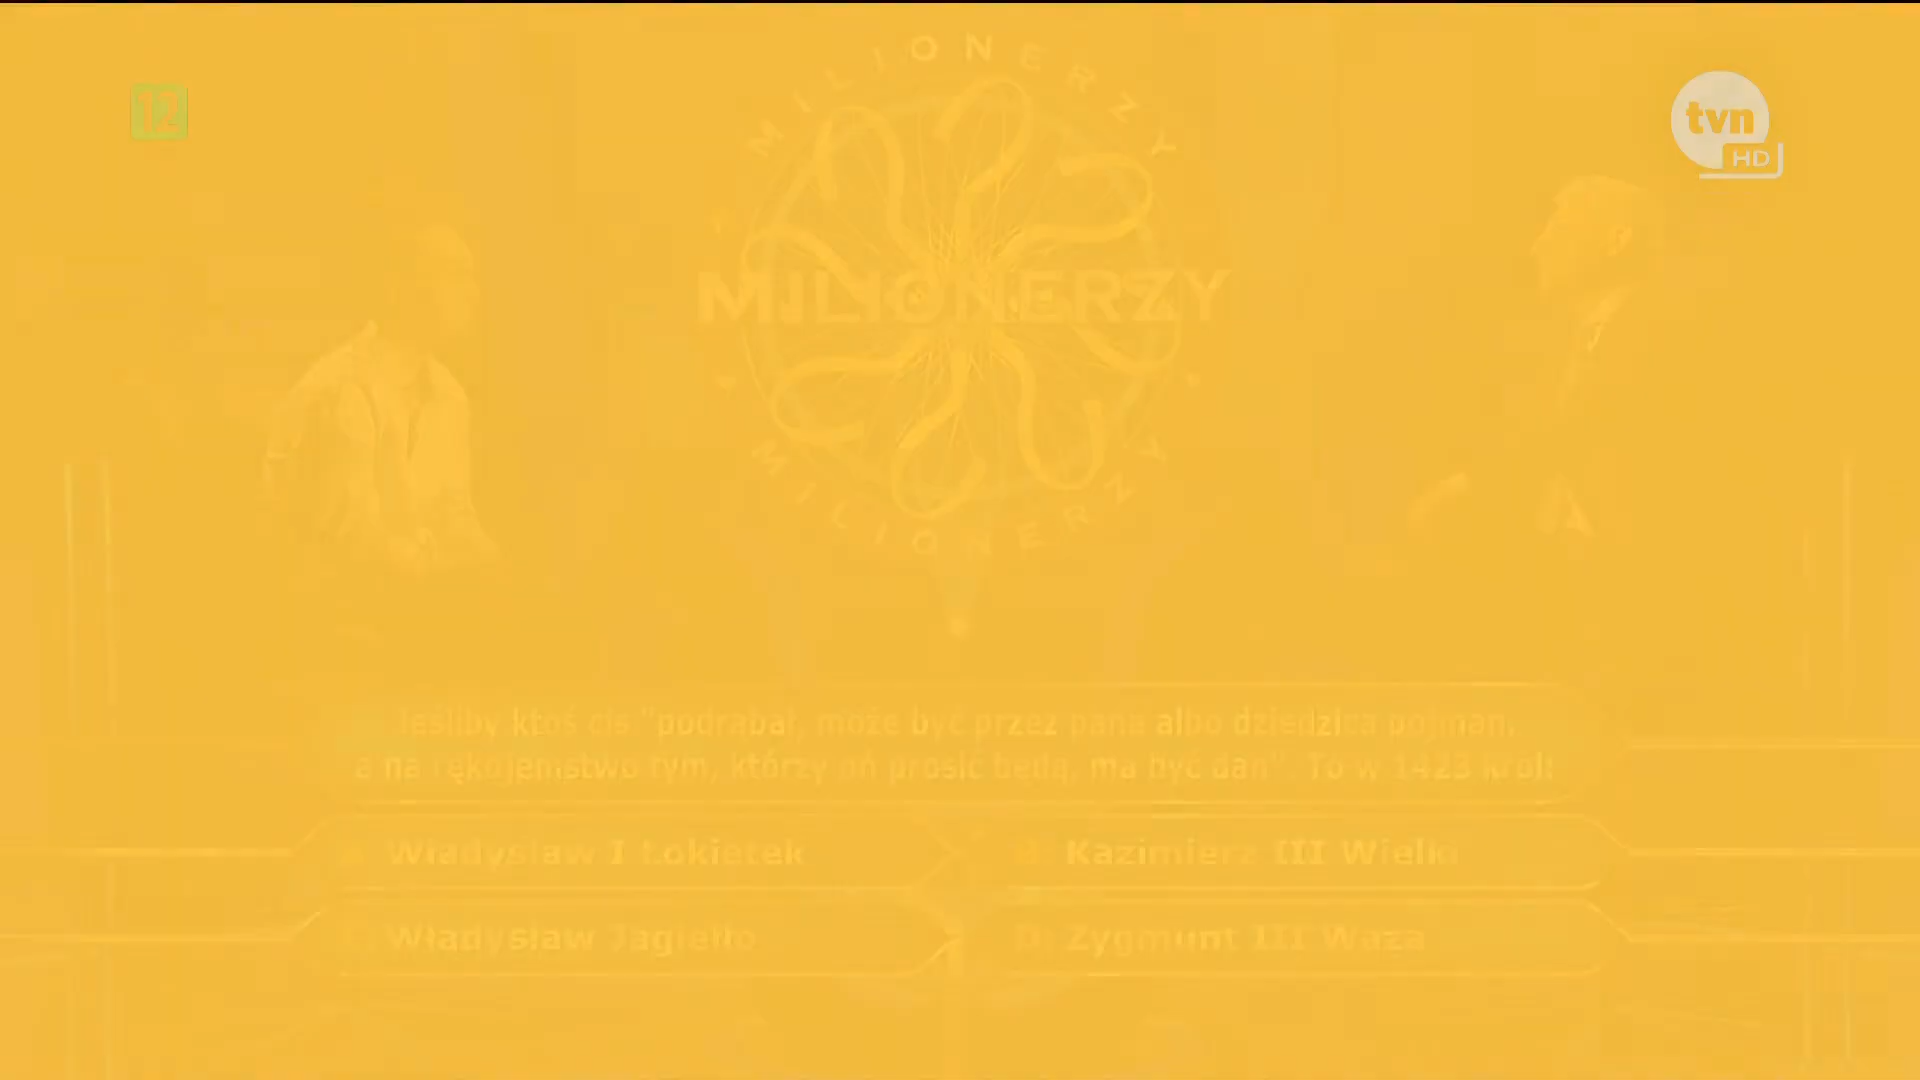 MILIONERZY
12
tvn
HD
MILIONERZY
MILIONERZY
Jeśliby ktoś cis "podrąbał, może być przez pana albo dziedzica pojman,
a na rękojemstwo tym, którzy oń prosić będą, ma być dan". To w 1423 król:
Władysław I Łokietek
Kazimierz III Wielki
Władysław Jagiełło
D: Zygmunt III Waza